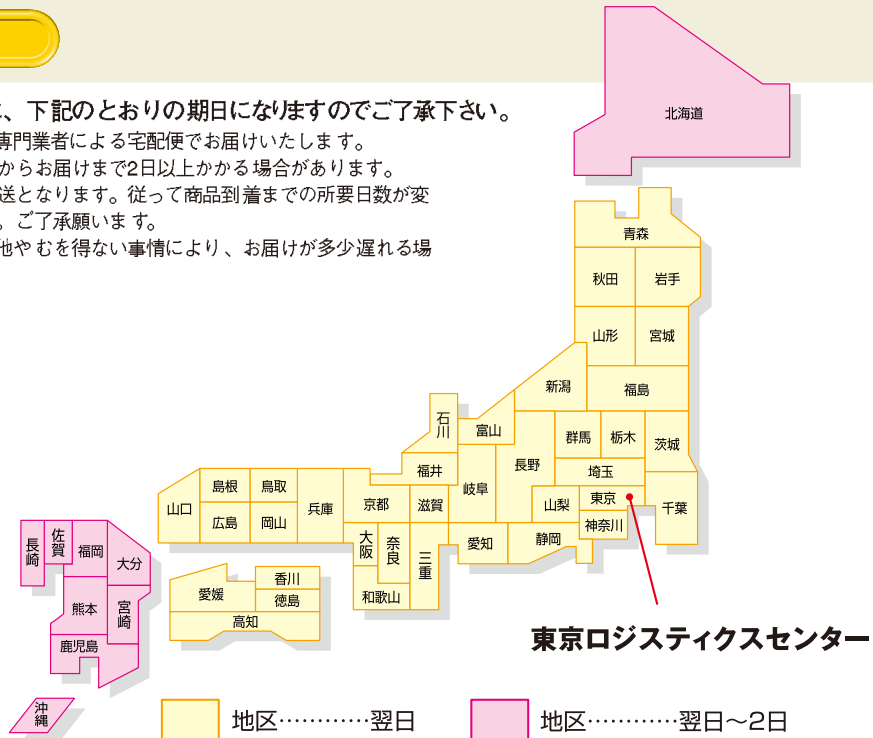 、下記のとおりの期日になりますのでご了承下さい。
専門業者による宅配便でお届けいたします。
からお届けまで2日以上かかる場合があります。
送となります。従って商品到着までの所要日数が変
。ご了承願います。
他やむを得ない事情により、お届けが多少遅れる場
北海道
青森
秋田
岩手
山形
宮城
新潟
福島
石川
富山
群馬
栃木
茨城
福井
岐阜
長野
埼玉
山口
島根
鳥取
兵庫
京都
滋賀
山梨
東京
千葉
広島
岡山
神奈川
長崎
佐賀
福岡
大分
大阪
奈良
三重
愛知
静岡
愛媛
香川
徳島
和歌山
熊本
宮崎
高知
鹿児島
東京ロジスティクスセンター
沖縄
地区…………翌日
地区…………翌日〜2日